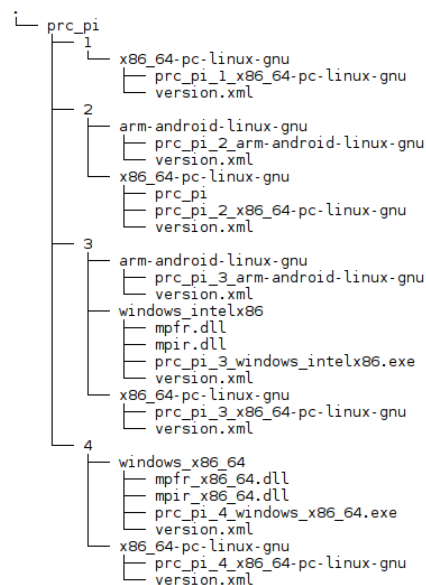 .
prc_pi
1
x86_64-pc-linux-gnu
prc_pi_1_x86_64-pc-linux-gnu
version.xml
2
arm-android-linux-gnu
prc_pi_2_arm-android-linux-gnu
version.xml
x86_64-pc-linux-gnu
prc_pi
prc_pi_2_x86_64-pc-linux-gnu
version.xml
3
arm-android-linux-gnu
prc_pi_3_arm-android-linux-gnu
version.xml
windows_intelx86
mpfr.dll
mpir.dll
prc_pi_3_windows_intelx86.exe
version.xml
x86_64-pc-linux-gnu
prc_pi_3_x86_64-pc-linux-gnu
version.xml
4
windows_x86_64
mpfr_x86_64.dll
mpir_x86_64.dll
prc_pi_4_windows_x86_64.exe
version.xml
x86_64-pc-linux-gnu
prc_pi_4_x86_64-pc-linux-gnu
version.xml